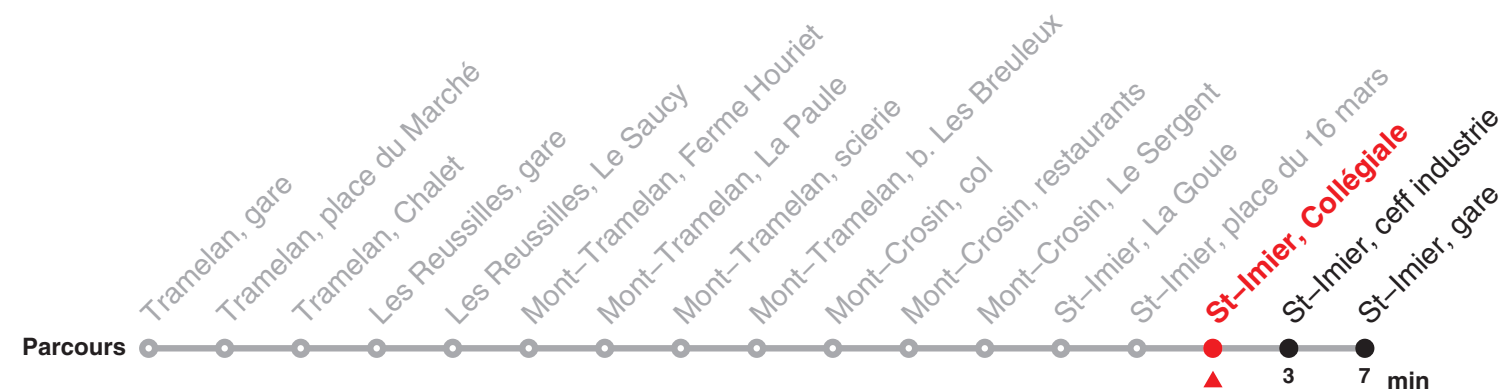 Tramelan, gare
Tramelan, place du Marché
Tramelan, Chalet
Les Reussilles, gare
Les Reussilles, Le Saucy
Mont–Tramelan, Ferme Houriet
Mont–Tramelan, La Paule
Mont–Tramelan, scierie
Mont–Tramelan, b. Les Breuleux
Mont–Crosin, col
Mont–Crosin, restaurants
Mont–Crosin, Le Sergent
St–Imier, La Goule
St–Imier, place du 16 mars
St–Imier, Collégiale
St–Imier, ceff industrie
St–Imier, gare
Parcours
3 7 min